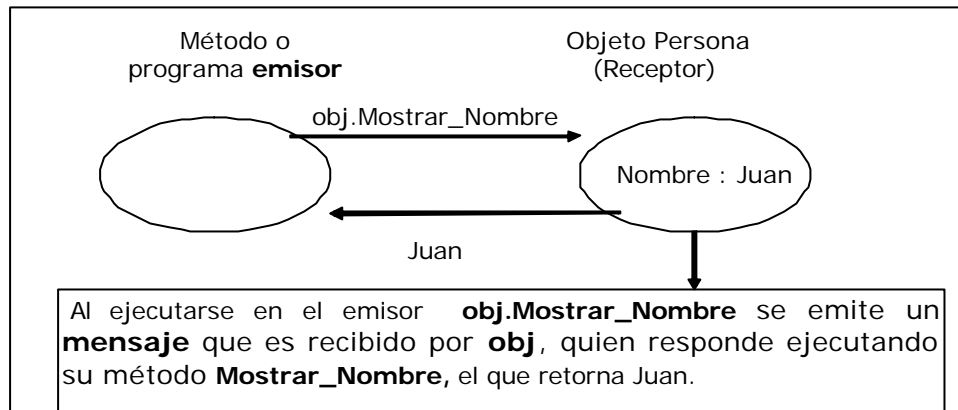 Método o
programa emisor
Objeto Persona
(Receptor)
obj.Mostrar_Nombre
Nombre : Juan
Juan
Al ejecutarse en el emisor obj.Mostrar_Nombre se emite un
mensaje que es recibido por obj, quien responde ejecutando
su método Mostrar_Nombre, el que retorna Juan.